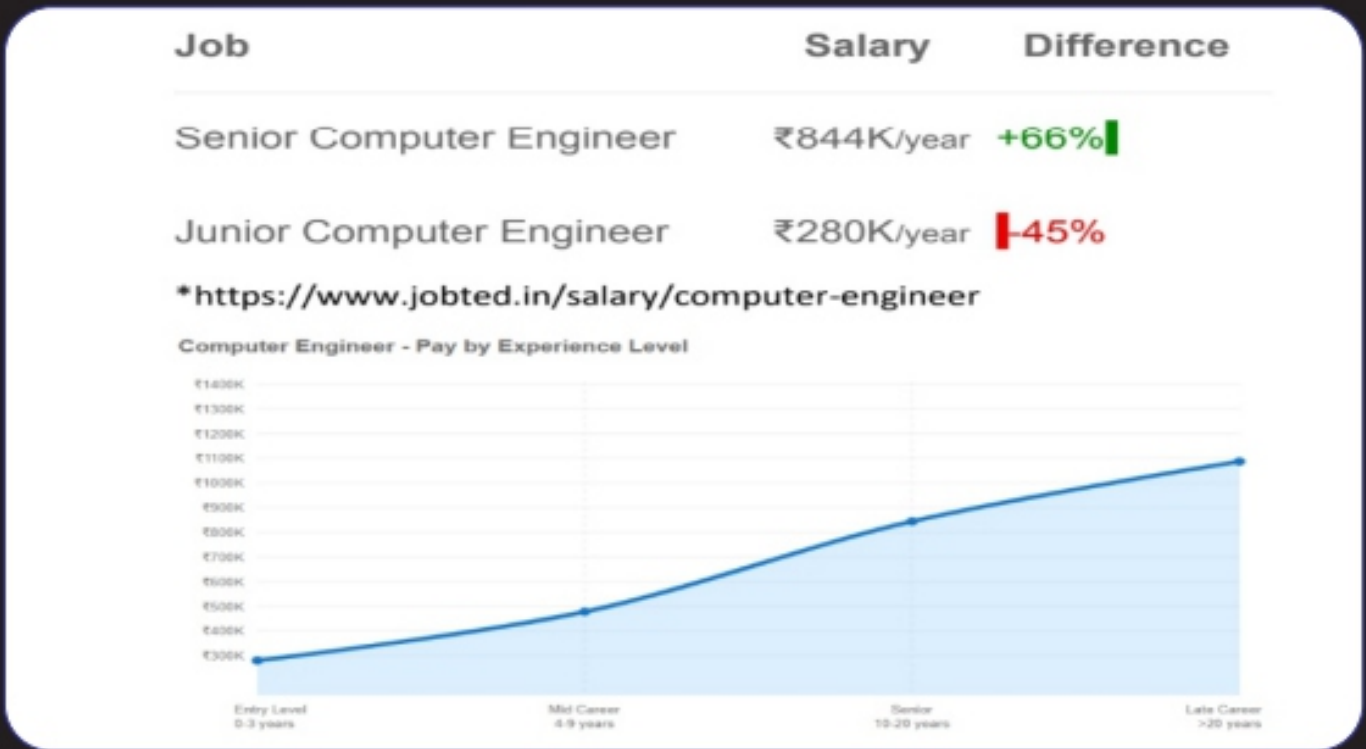 Job Salary Difference
Senior Computer Engineer ₹844K/year +66%
Junior Computer Engineer ₹280K/year -45%
*https://www.jobted.in/salary/computer-engineer
Computer Engineer - Pay by Experience Level
₹1400K
₹1300K
₹1200K
₹1100K
₹1000K
₹900K
₹800K
₹700K
₹600K
₹500K
₹400K
₹300K
Entry Level Mid Career Senior Late Career
0-3 years 4-9 years 10-20 years >20 years